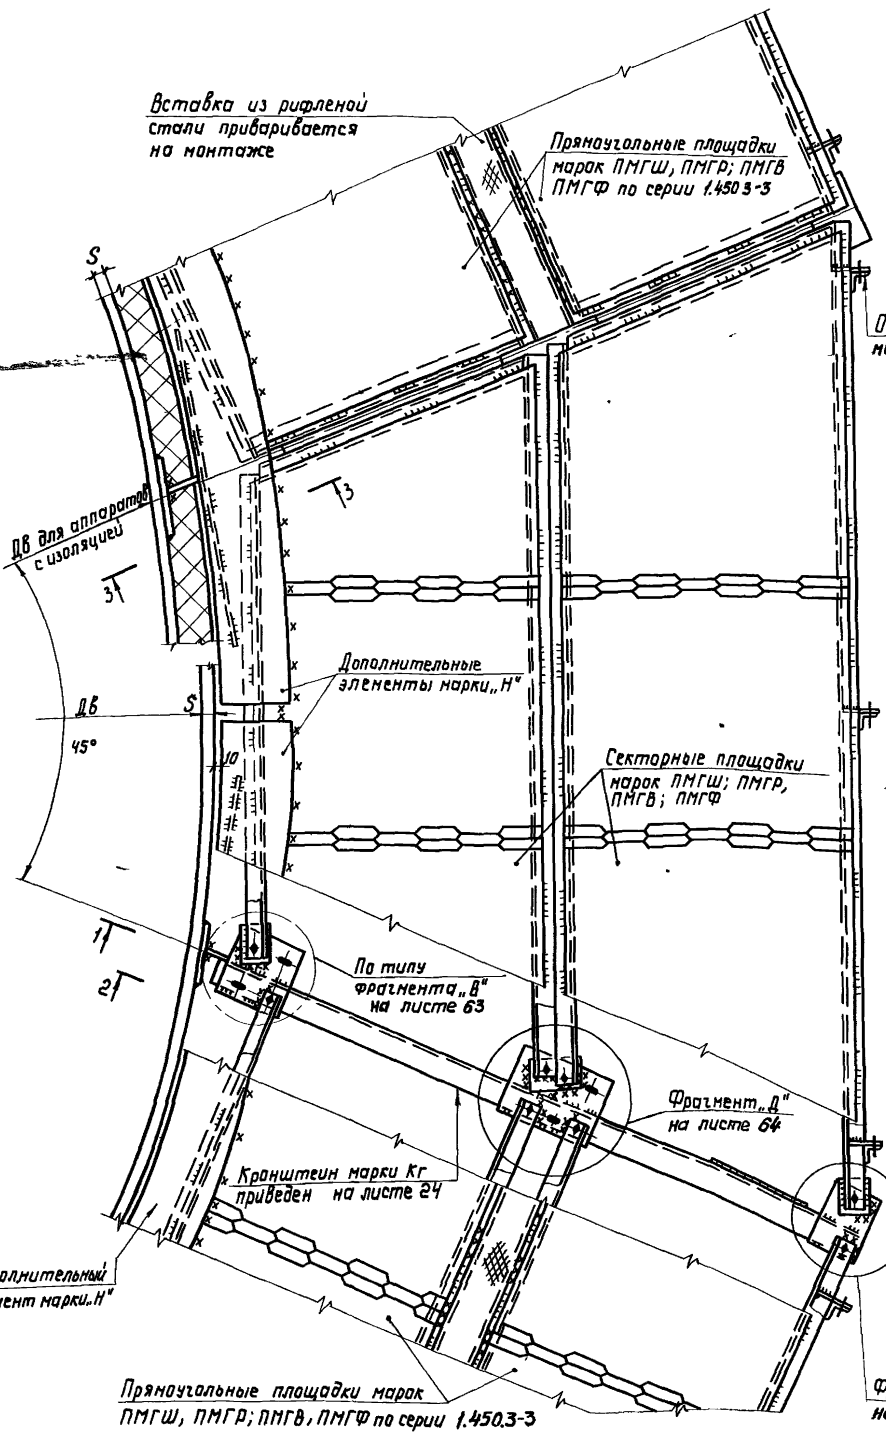 Вставка из рифленой
стали приваривается
на монтаже
Прямоугольные площадки
марок ПМГШ, ПМГР; ПМГВ
ПМГФ по серии 1.450 3-3
S
3
Дв для аппаратов
с изоляцией
3
Дополнительные
элементы марки „Н"
Дв
S
45°
10
Секторные площадки
марок ПМГШ; ПМГР,
ПМГВ; ПМГФ
1
2
По типу
фрагмента „В"
на листе 63
Фрагмент „Д"
на листе 64
Кронштейн марки Кг
приведен на листе 24
марки „Н"
Прямоугольные площадки марок
ПМГШ, ПМГР; ПМГВ, ПМГФ по серии 1.450.3-3